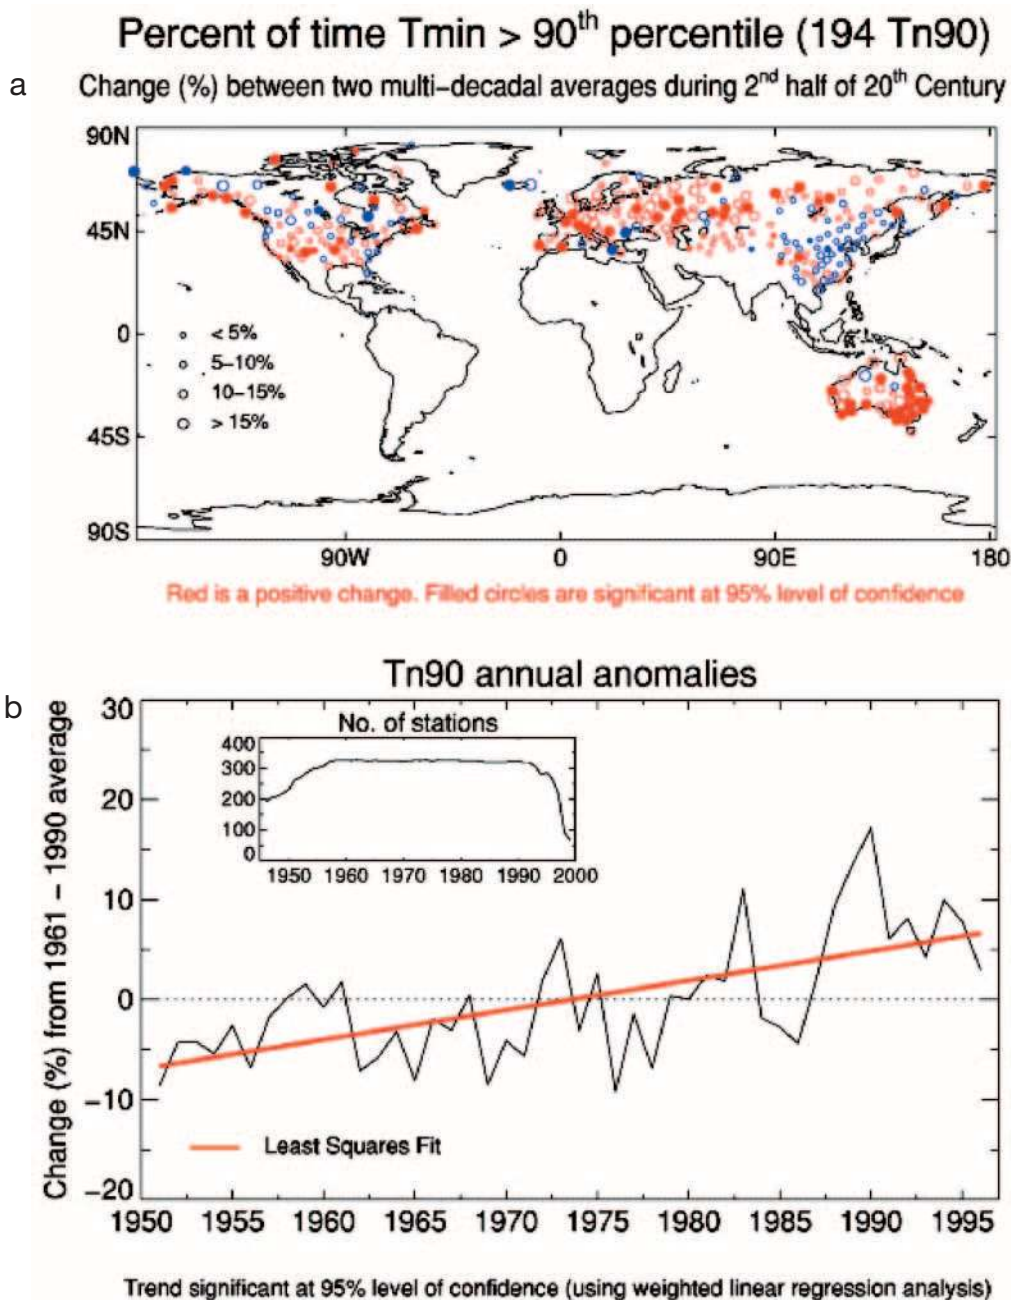 Percent of time Tmin > 90th percentile (194 Tn90)
a
Change (%) between two multi-decadal averages during 2nd half of 20th Century
90N
45N
0
45S
90S
< 5%
5-10%
10-15%
> 15%
90W 0 90E 180
Red is a positive change. Filled circles are significant at 95% level of confidence
Tn90 annual anomalies
b
Change (%) from 1961 - 1990 average
30
20
10
0
-10
-20
No. of stations
400
300
200
100
0
1950 1960 1970 1980 1990 2000
Least Squares Fit
1950 1955 1960 1965 1970 1975 1980 1985 1990 1995
Trend significant at 95% level of confidence (using weighted linear regression analysis)